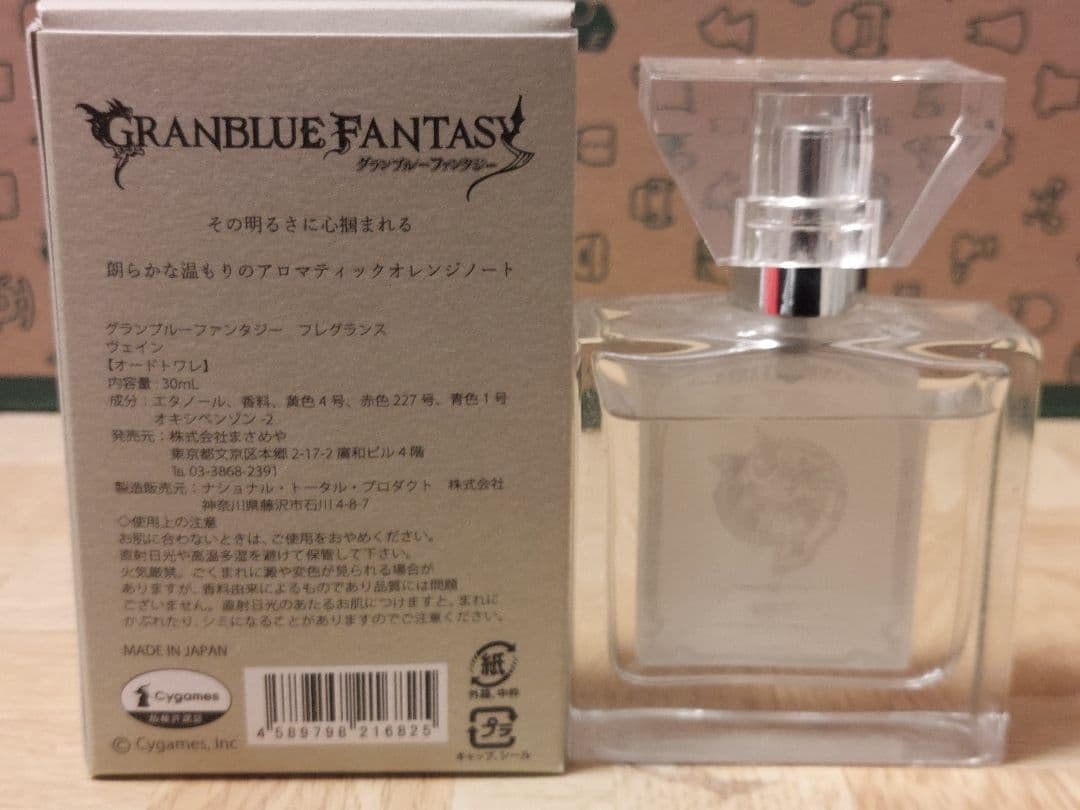 GRANBLUE FANTASY
グランブルーファンタジー
その明るさに心掴まれる
朗らかな温もりのアロマティックオレンジノート
グランブルーファンタジー　フレグランス
ヴェイン
【オードトワレ】
内容量：30mL
成分：エタノール、香料、黄色4号、赤色227号、青色1号
オキシベンゾン-2
発売元：株式会社まさめや
東京都文京区本郷2-17-2 廣和ビル4階
℡ 03-3868-2391
製造販売元：ナショナル・トータル・プロダクト　株式会社
神奈川県藤沢市石川4-8-7
◇使用上の注意
お肌に合わないときは、ご使用をおやめください。
直射日光や高温多湿を避けて保管して下さい。
火気厳禁。ごくまれに澱や変色が見られる場合が
ありますが、香料由来によるものであり品質には問題
ございません。直射日光のあたるお肌につけますと、まれに
かぶれたり、シミになることがありますのでご注意ください。
MADE IN JAPAN
Cygames
© Cygames, Inc
4 589798 216825
紙
外箱、中枠
プラ
キャップ、シール